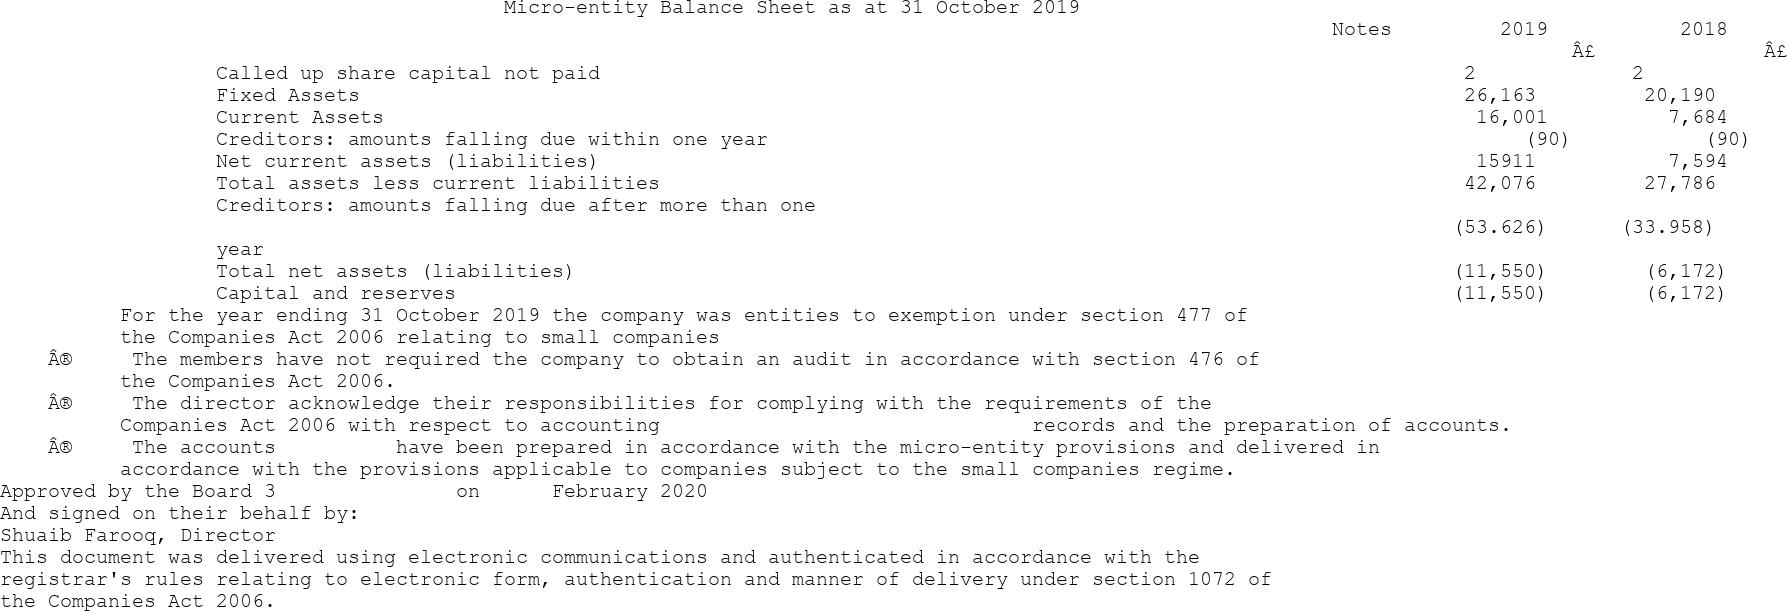 Micro-entity Balance Sheet as at 31 October 2019
Notes 2019 2018
Â£ Â£
Called up share capital not paid 2 2
Fixed Assets 26,163 20,190
Current Assets 16,001 7,684
Creditors: amounts falling due within one year (90) (90)
Net current assets (liabilities) 15911 7,594
Total assets less current liabilities 42,076 27,786
Creditors: amounts falling due after more than one
(53.626) (33.958)
year
Total net assets (liabilities) (11,550) (6,172)
Capital and reserves (11,550) (6,172)
For the year ending 31 October 2019 the company was entities to exemption under section 477 of
the Companies Act 2006 relating to small companies
Â® The members have not required the company to obtain an audit in accordance with section 476 of
the Companies Act 2006.
Â® The director acknowledge their responsibilities for complying with the requirements of the
Companies Act 2006 with respect to accounting records and the preparation of accounts.
Â® The accounts have been prepared in accordance with the micro-entity provisions and delivered in
accordance with the provisions applicable to companies subject to the small companies regime.
Approved by the Board 3 on February 2020
And signed on their behalf by:
Shuaib Farooq, Director
This document was delivered using electronic communications and authenticated in accordance with the
registrar's rules relating to electronic form, authentication and manner of delivery under section 1072 of
the Companies Act 2006.